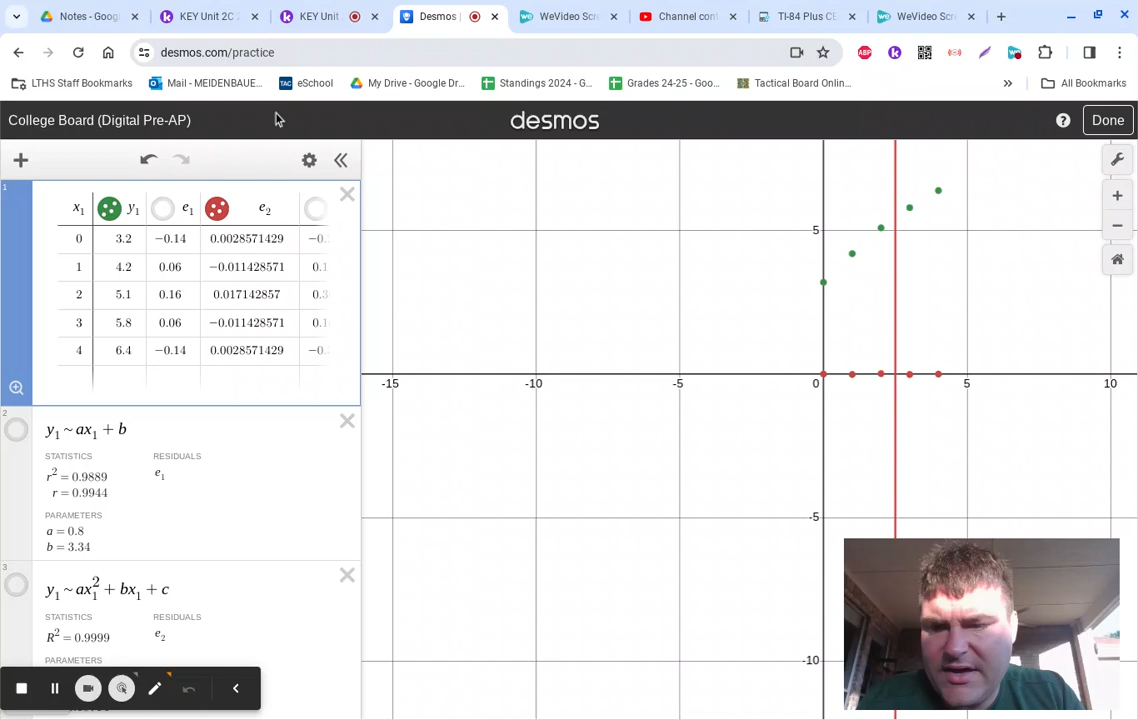 Notes - Goog
KEY Unit 2C
KEY Unit
Desmos |
WeVideo Scre
Channel cont
TI-84 Plus CE
WeVideo Scre
desmos.com/practice
ABP
LTHS Staff Bookmarks
Mail - MEIDENBAUE...
eSchool
My Drive - Google Dr...
Standings 2024 - G...
Grades 24-25 - Goo...
Tactical Board Onlin...
»
All Bookmarks
College Board (Digital Pre-AP)
desmos
Done
1
x₁ y₁ e₁ e₂
0 3.2 −0.14 0.0028571429
1 4.2 0.06 −0.011428571
2 5.1 0.16 0.017142857
3 5.8 0.06 −0.011428571
4 6.4 −0.14 0.0028571429
2
y₁ ~ ax₁ + b
STATISTICS RESIDUALS
r² = 0.9889 e₁
r = 0.9944
PARAMETERS
a = 0.8
b = 3.34
3
y₁ ~ ax₁² + bx₁ + c
STATISTICS RESIDUALS
R² = 0.9999 e₂
PARAMETERS
5
-15 -10 -5 0 5 10
-5
-10